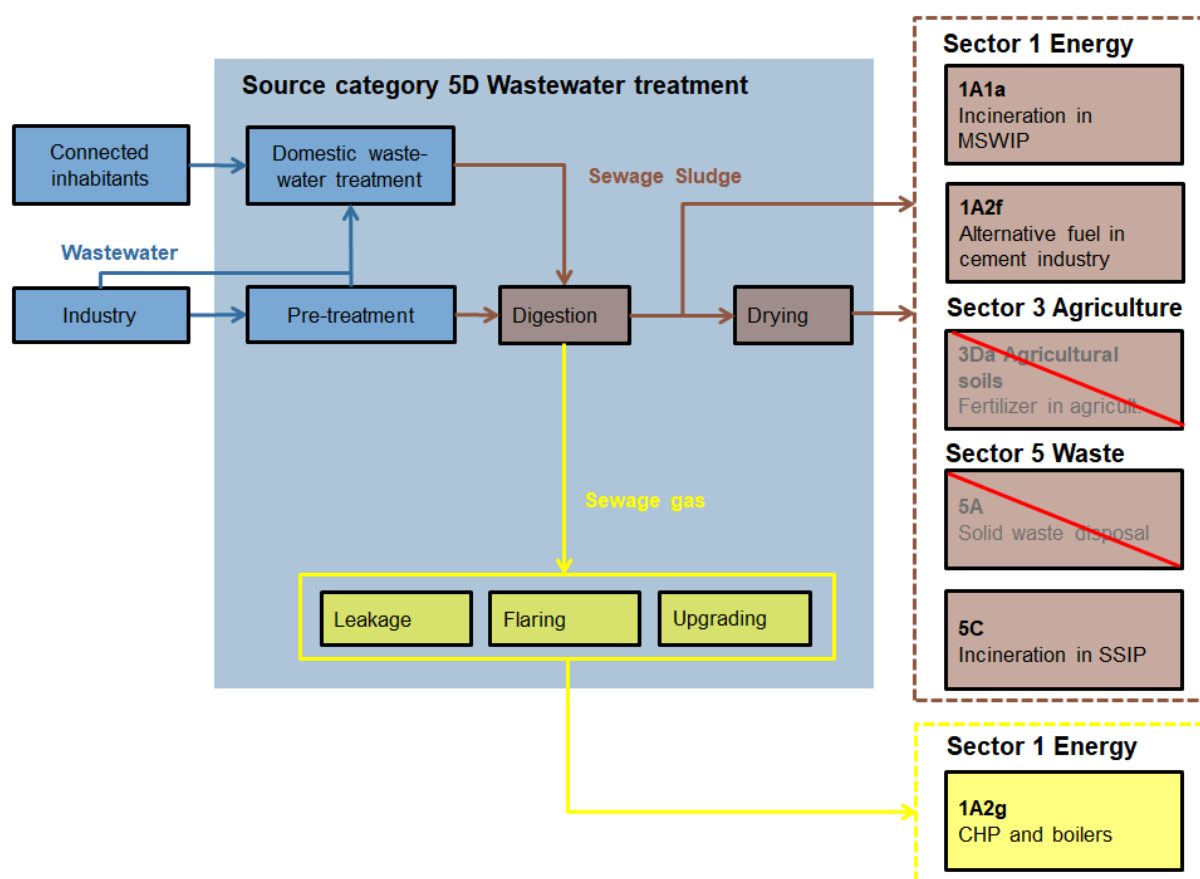 Source category 5D Wastewater treatment
Connected
inhabitants
Domestic waste-
water treatment
Sewage Sludge
Wastewater
Industry
Pre-treatment
Digestion
Drying
Sewage gas
Leakage
Flaring
Upgrading
Sector 1 Energy
1A1a
Incineration in
MSWIP
1A2f
Alternative fuel in
cement industry
Sector 3 Agriculture
3Da Agricultural
soils
Fertilizer in agricult.
Sector 5 Waste
5A
Solid waste disposal
5C
Incineration in SSIP
Sector 1 Energy
1A2g
CHP and boilers